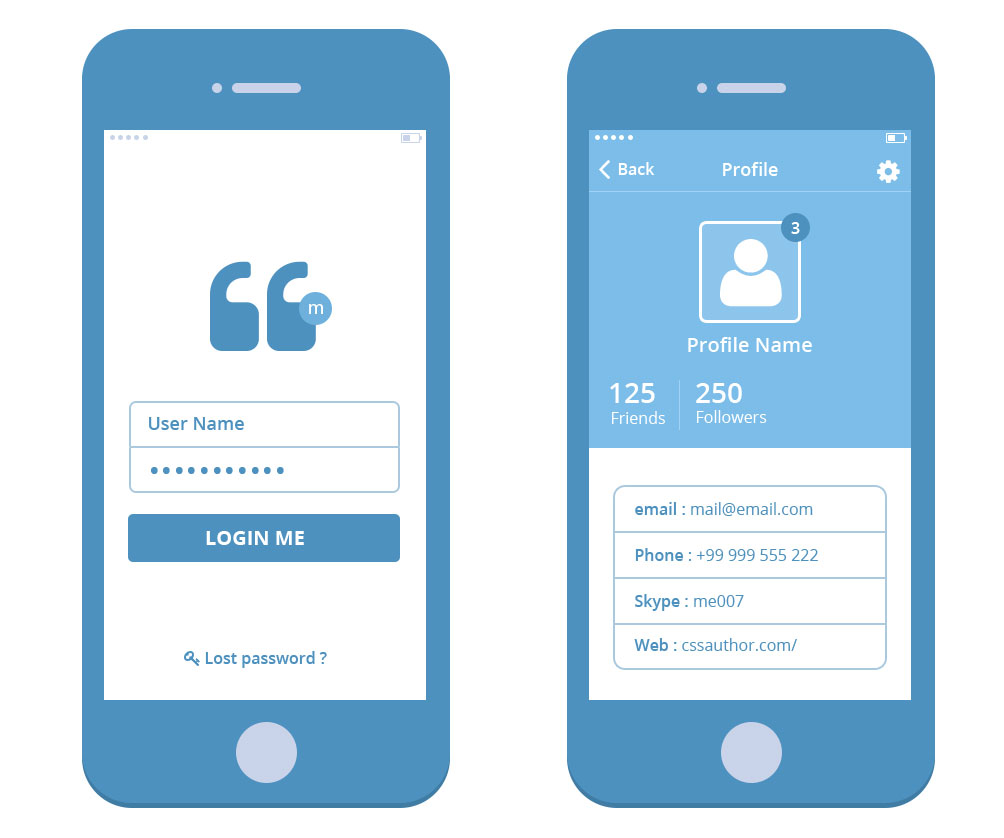 m
User Name
LOGIN ME
Lost password ?
Back
Profile
3
Profile Name
125
250
Friends
Followers
email : mail@email.com
Phone : +99 999 555 222
Skype : me007
Web : cssauthor.com/